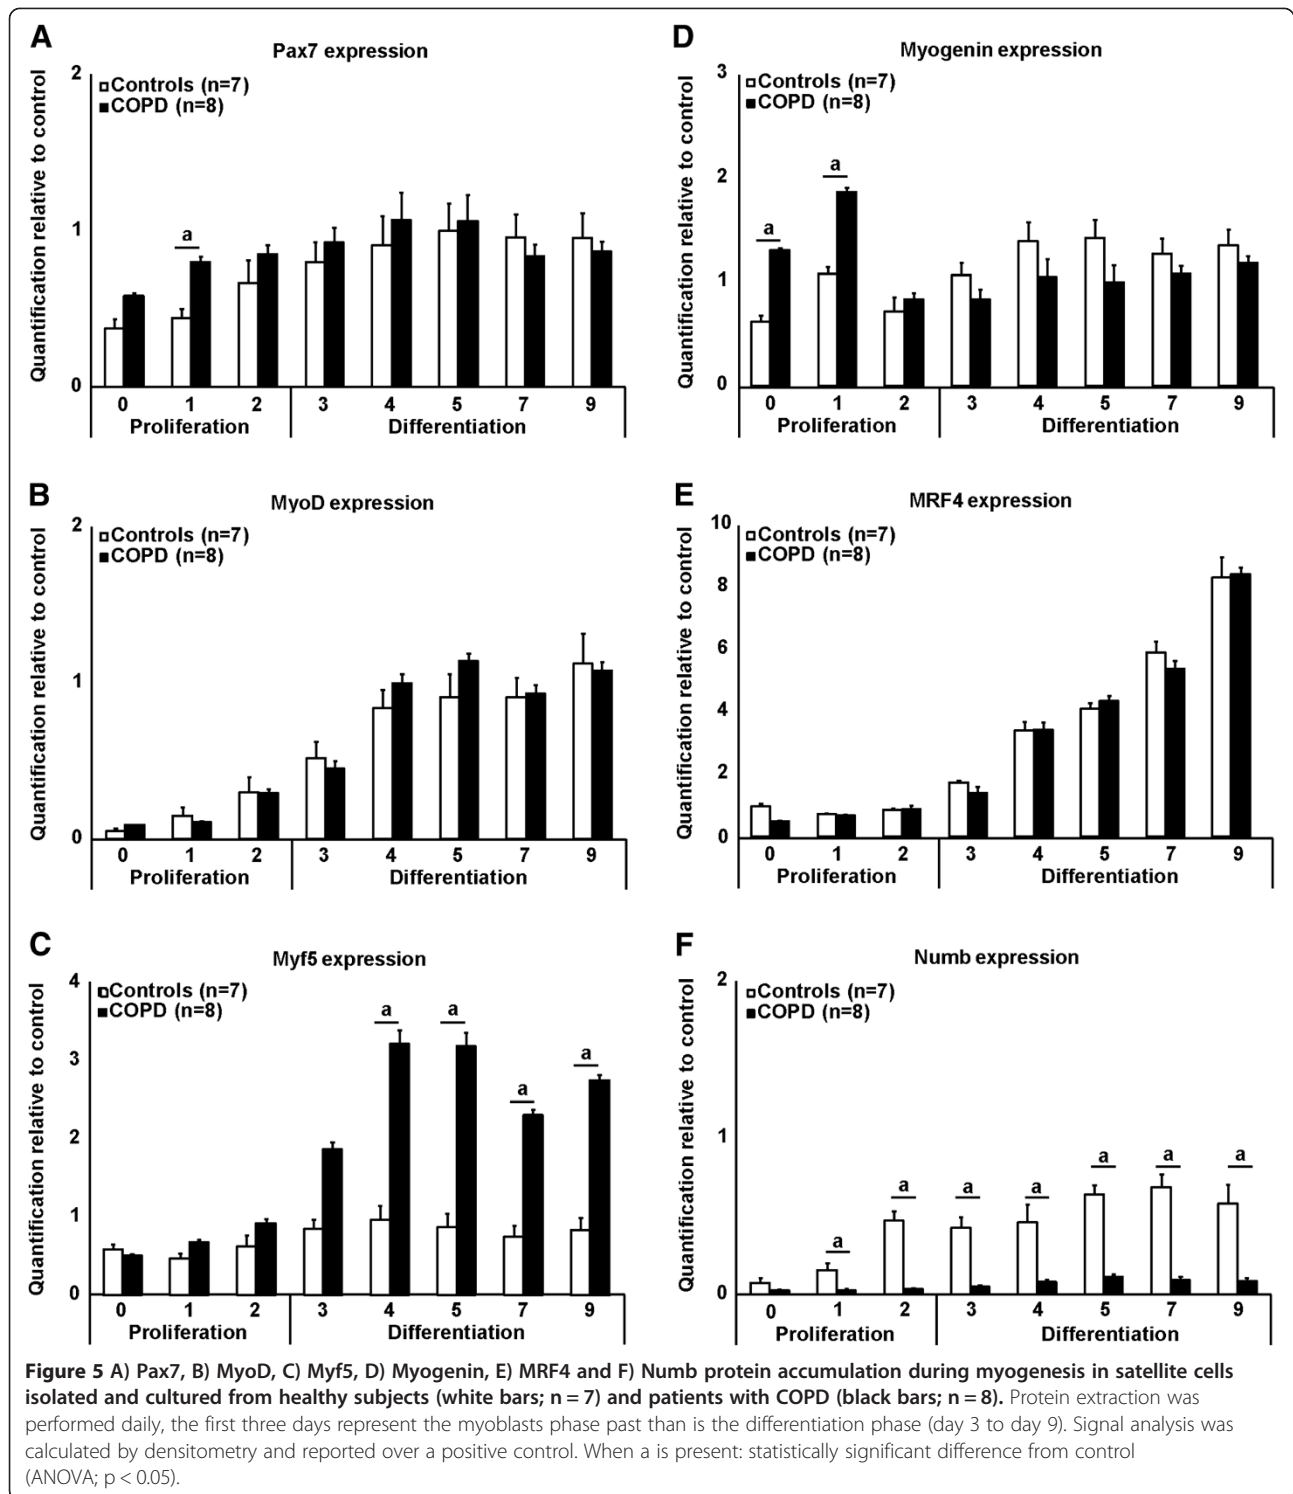 A
Pax7 expression
Quantification relative to control
2
1
0
Controls (n=7)
COPD (n=8)
a
0 1 2 3 4 5 7 9
Proliferation Differentiation
D
Myogenin expression
Quantification relative to control
3
2
1
0
Controls (n=7)
COPD (n=8)
a
a
0 1 2 3 4 5 7 9
Proliferation Differentiation
B
MyoD expression
Quantification relative to control
2
1
0
Controls (n=7)
COPD (n=8)
0 1 2 3 4 5 7 9
Proliferation Differentiation
E
MRF4 expression
Quantification relative to control
10
8
6
4
2
0
Controls (n=7)
COPD (n=8)
0 1 2 3 4 5 7 9
Proliferation Differentiation
C
Myf5 expression
Quantification relative to control
4
3
2
1
0
Controls (n=7)
COPD (n=8)
a a a a
0 1 2 3 4 5 7 9
Proliferation Differentiation
F
Numb expression
Quantification relative to control
2
1
0
Controls (n=7)
COPD (n=8)
a a a a a a a
0 1 2 3 4 5 7 9
Proliferation Differentiation
Figure 5 A) Pax7, B) MyoD, C) Myf5, D) Myogenin, E) MRF4 and F) Numb protein accumulation during myogenesis in satellite cells
isolated and cultured from healthy subjects (white bars; n = 7) and patients with COPD (black bars; n = 8). Protein extraction was
performed daily, the first three days represent the myoblasts phase past than is the differentiation phase (day 3 to day 9). Signal analysis was
calculated by densitometry and reported over a positive control. When a is present: statistically significant difference from control
(ANOVA; p < 0.05).